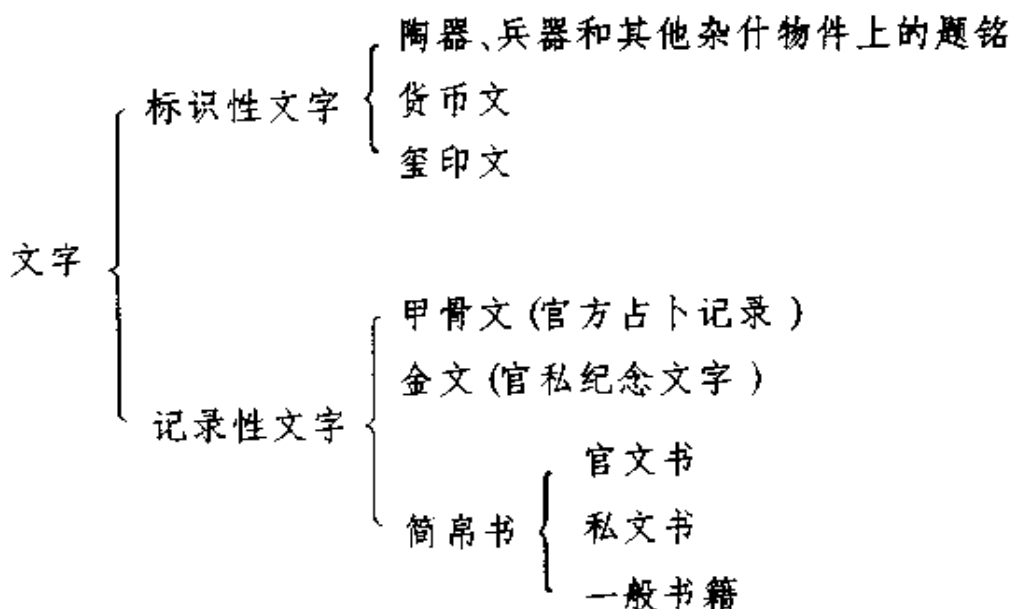 陶器、兵器和其他杂什物件上的题铭
标识性文字
货币文
玺印文
文字
甲骨文(官方占卜记录)
金文(官私纪念文字)
记录性文字
官文书
简帛书
私文书
一般书籍